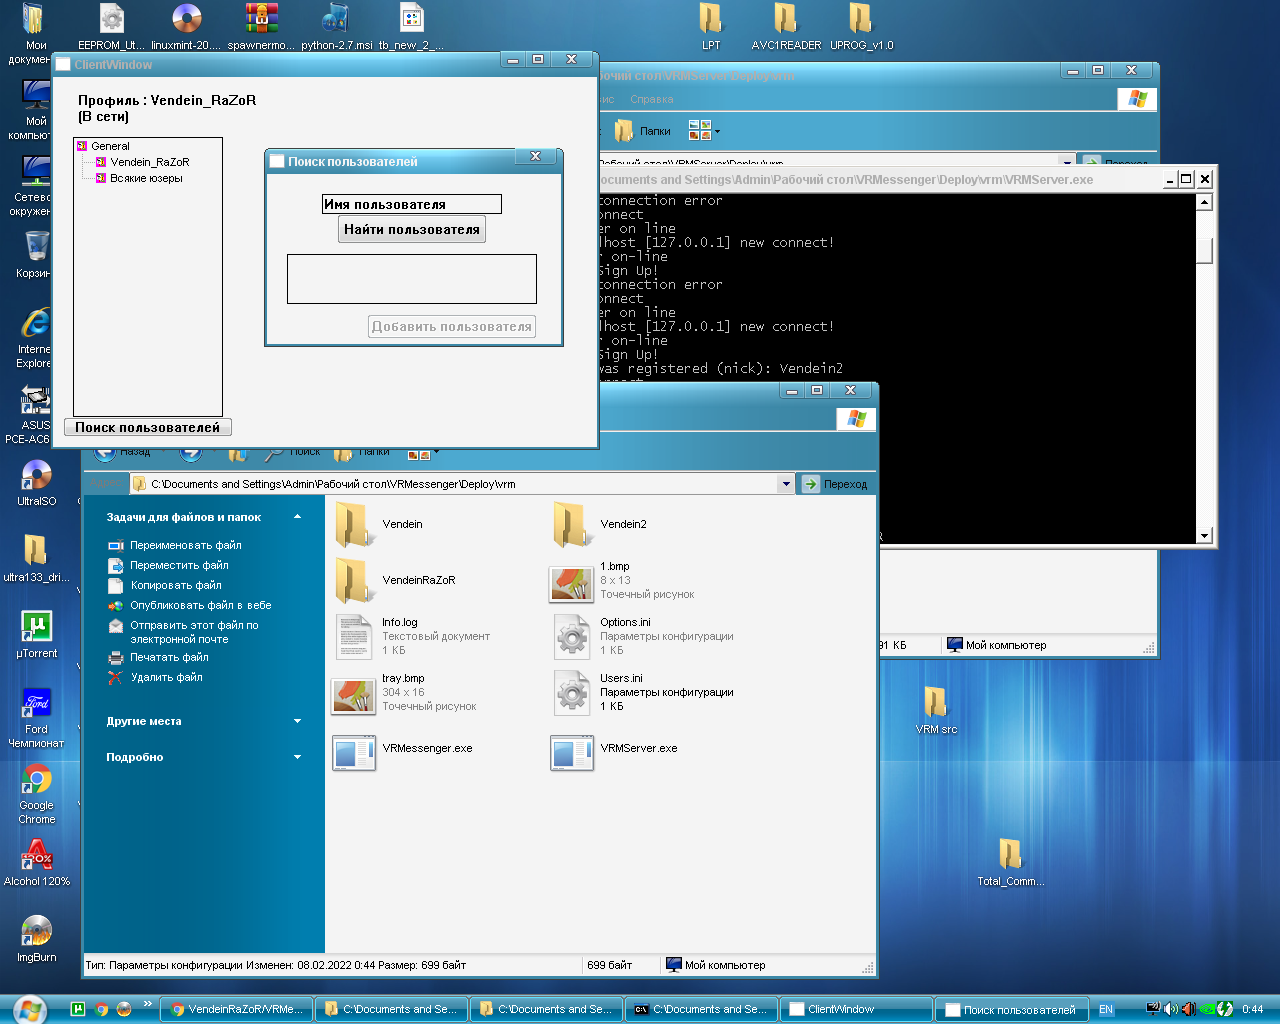 Мои
докумен
EEPROM_Ut...
linuxmint-20....
spawnermo...
python-2.7.msi
tb_new_2_...
LPT
AVC1READER
UPROG_v1.0
Мой
компьют
Сетево
окружен
Корзин
Interne
Explore
ASUS
PCE-AC6
UltraISO
ultra133_dri...
µTorrent
Ford
Чемпионат
Google
Chrome
Alcohol 120%
ImgBurn
VRM src
Total_Comm...
ClientWindow
Профиль : Vendein_RaZoR
(В сети)
General
Vendein_RaZoR
Всякие юзеры
Поиск пользователей
Поиск пользователей
Имя пользователя
Найти пользователя
Добавить пользователя
бочий стол\VRMServer\Deploy\vrm
вис Справка
Папки
Рабочий стол\VRMServer\Deploy\vrm
Переход
ocuments and Settings\Admin\Рабочий стол\VRMessenger\Deploy\vrm\VRMServer.exe
onnection error
onnect
er on line
lhost [127.0.0.1] new connect!
r on-line
Sign Up!
onnection error
onnect
er on line
lhost [127.0.0.1] new connect!
r on-line
Sign Up!
was registered (nick): Vendein2
R
91 КБ
Мой компьютер
Назад
Поиск
Папки
C:\Documents and Settings\Admin\Рабочий стол\VRMessenger\Deploy\vrm
Переход
Задачи для файлов и папок
Переименовать файл
Переместить файл
Копировать файл
Опубликовать файл в вебе
Отправить этот файл по
электронной почте
Печатать файл
Удалить файл
Другие места
Подробно
Vendein
Vendein2
VendeinRaZoR
1.bmp
8 x 13
Точечный рисунок
Info.log
Текстовый документ
1 КБ
Options.ini
Параметры конфигурации
1 КБ
tray.bmp
304 x 16
Точечный рисунок
Users.ini
Параметры конфигурации
1 КБ
VRMessenger.exe
VRMServer.exe
Тип: Параметры конфигурации Изменен: 08.02.2022 0:44 Размер: 699 байт
699 байт
Мой компьютер
VendeinRaZoR/VRMe...
C:\Documents and Se...
C:\Documents and Se...
C:\Documents and Se...
ClientWindow
Поиск пользователей
EN
0:44